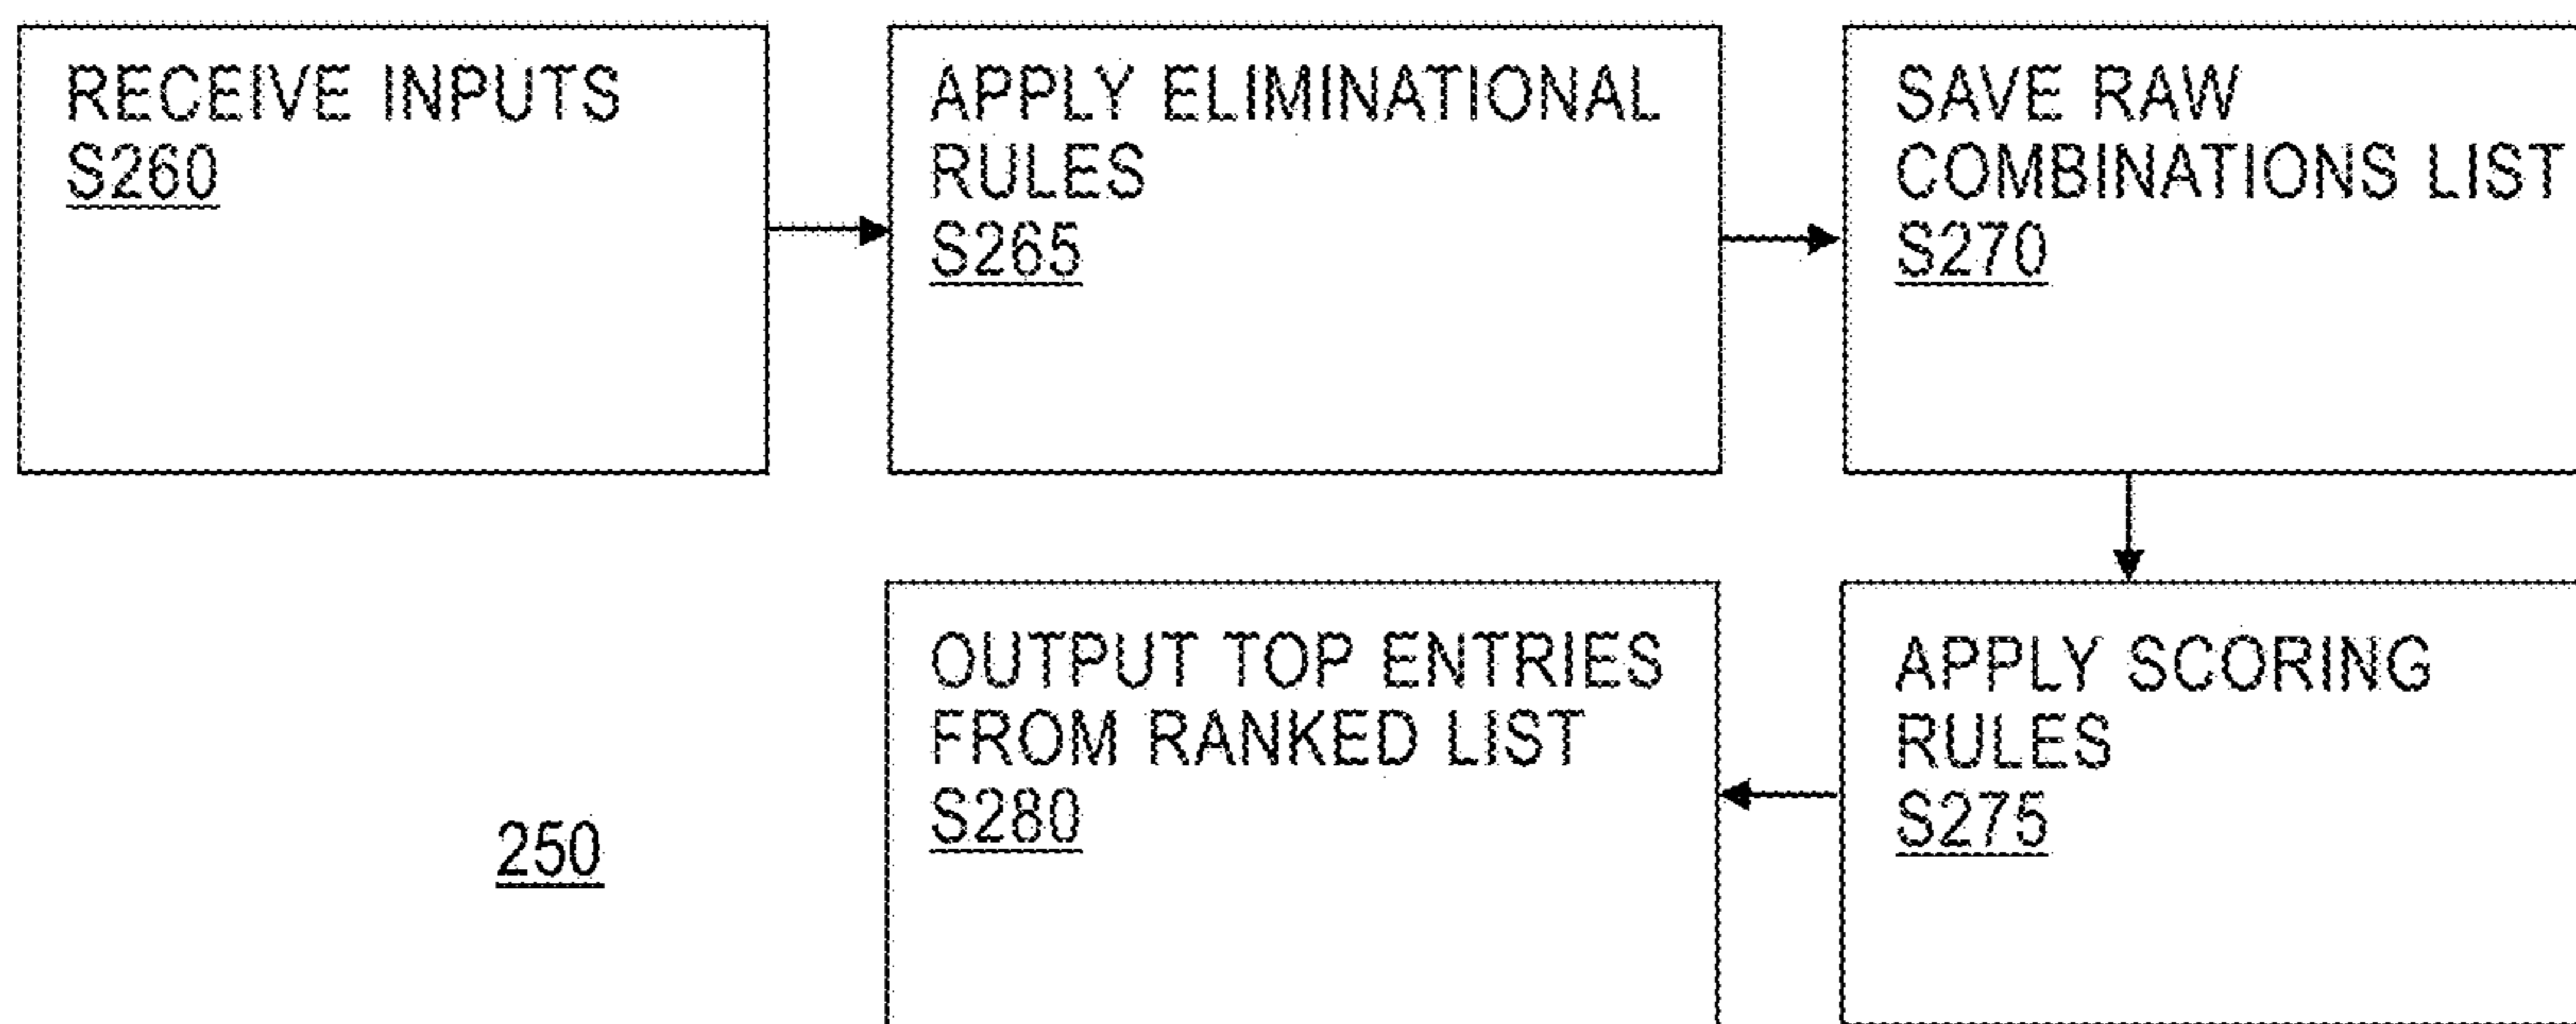 RECEIVE INPUTS
S260
APPLY ELIMINATIONAL
RULES
S265
SAVE RAW
COMBINATIONS LIST
S270
APPLY SCORING
RULES
S275
OUTPUT TOP ENTRIES
FROM RANKED LIST
S280
250